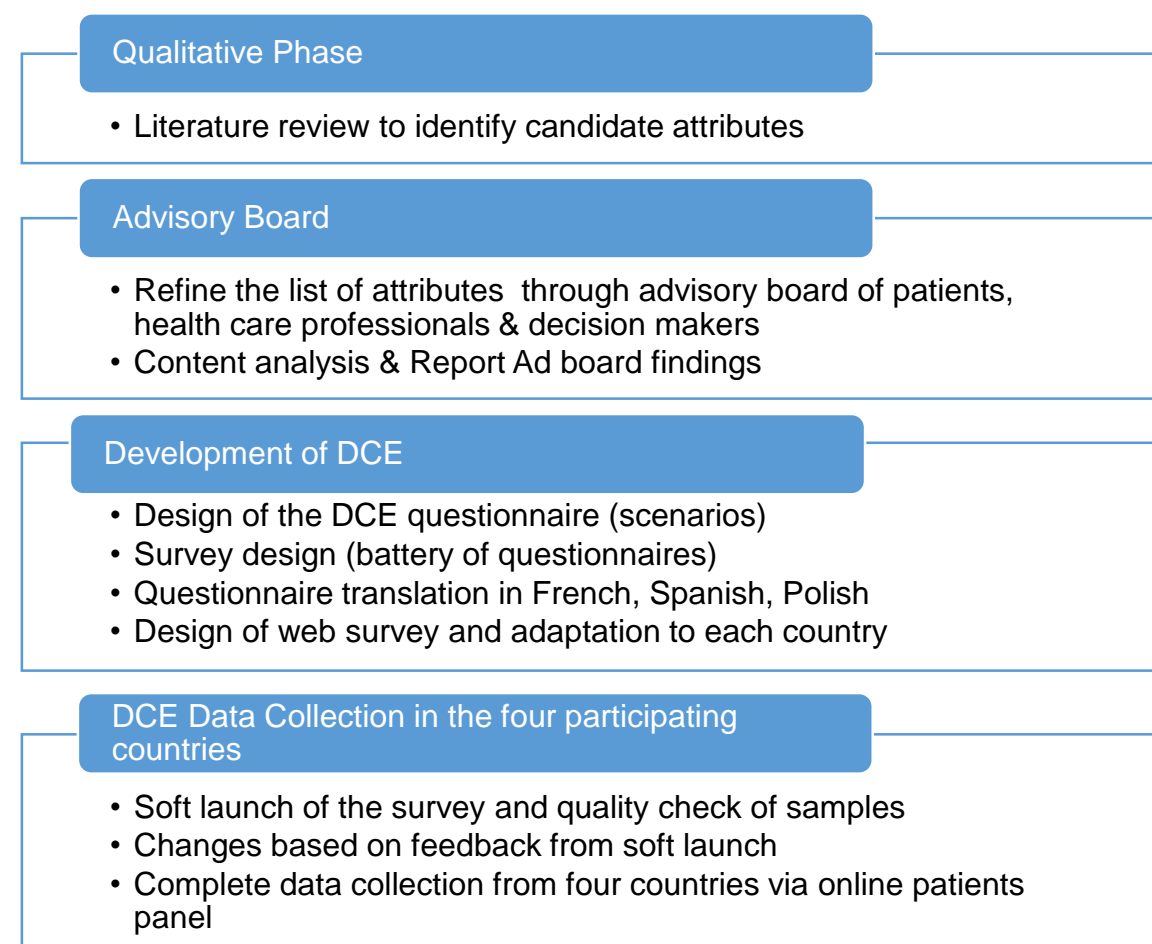 Qualitative Phase
• Literature review to identify candidate attributes
Advisory Board
• Refine the list of attributes  through advisory board of patients,
health care professionals & decision makers
• Content analysis & Report Ad board findings
Development of DCE
• Design of the DCE questionnaire (scenarios)
• Survey design (battery of questionnaires)
• Questionnaire translation in French, Spanish, Polish
• Design of web survey and adaptation to each country
DCE Data Collection in the four participating
countries
• Soft launch of the survey and quality check of samples
• Changes based on feedback from soft launch
• Complete data collection from four countries via online patients
panel